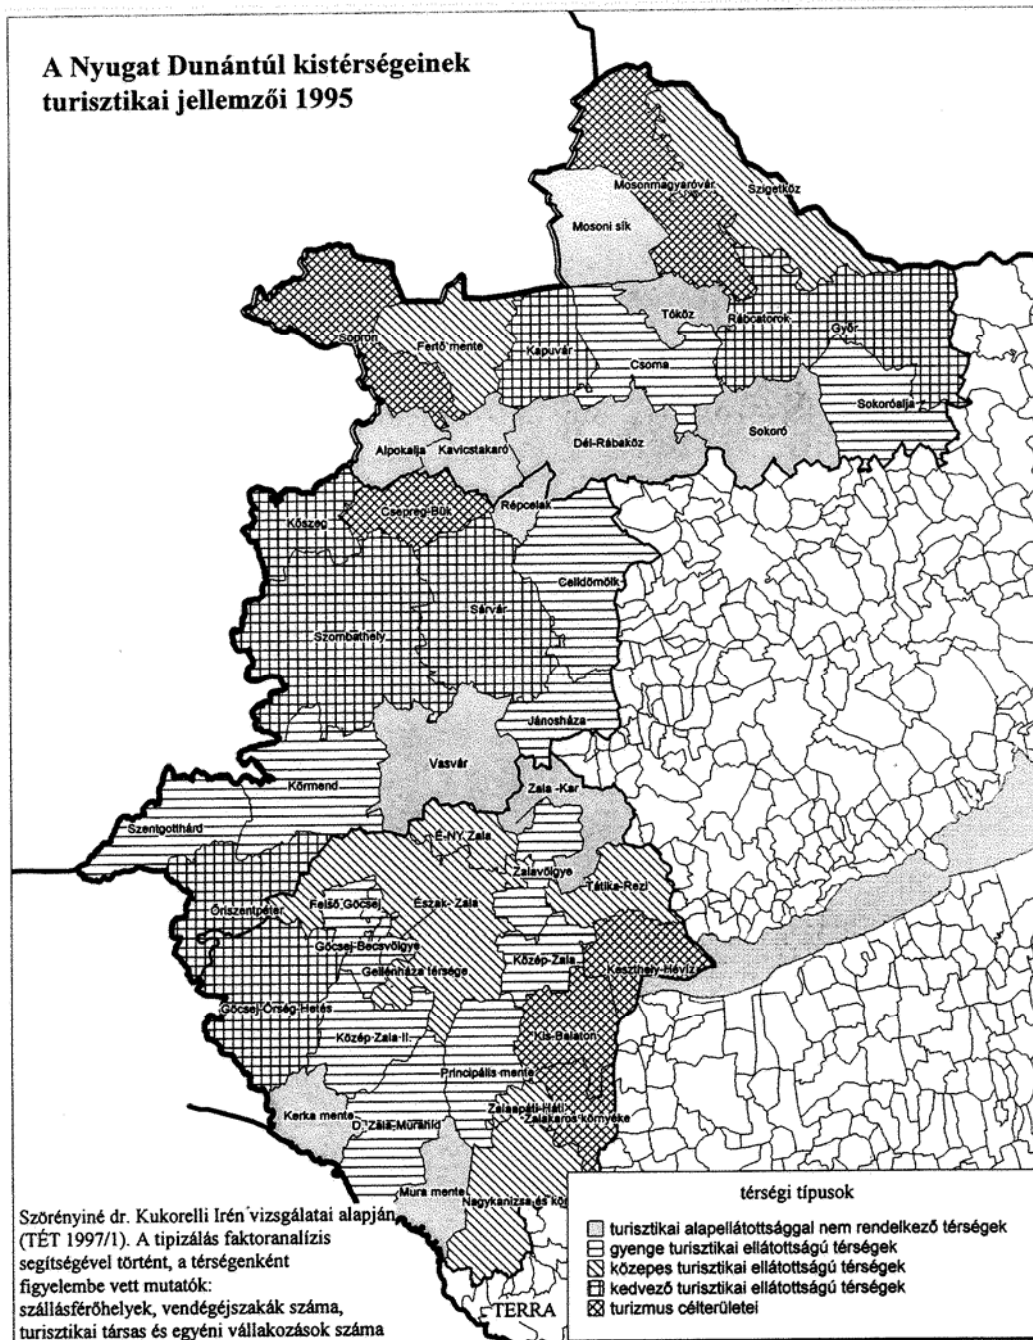 A Nyugat Dunántúl kistérségeinek
turisztikai jellemzői 1995
Mosonmagyaróvár
Szigetköz
Mosoni sík
Tóköz
Rábcatorok
Győr
Sopron
Fertő mente
Kapuvár
Csorna
Sokoróalja
Alpokalja
Kavicstakaró
Dél-Rábaköz
Sokoró
Kőszeg
Csepreg-Bük
Répcelak
Celldömölk
Sárvár
Szombathely
Jánosháza
Vasvár
Zala -Kar
Körmend
Szentgotthárd
É-NY Zala
Zalavölgye
Tátika-Rezi
Őriszentpéter
Felső Göcsej
Észak- Zala
Göcsej-Becsvölgye
Gellénháza térsége
Közép-Zala
Keszthely-Hévíz
Göcsej-Őrség-Hetés
Közép-Zala-II.
Kis-Balaton
Principális mente
Kerka mente
D. Zala-Murahíd
Zalaapáti-Háti
Zalakaros környéke
Mura mente
Nagykanizsa és kör
Szörényiné dr. Kukorelli Irén vizsgálatai alapján
(TÉT 1997/1). A tipizálás faktoranalízis
segítségével történt, a térségenként
figyelembe vett mutatók:
szállásférőhelyek, vendégéjszakák száma,
turisztikai társas és egyéni vállakozások száma
TERRA
térségi típusok
turisztikai alapellátottsággal nem rendelkező térségek
gyenge turisztikai ellátottságú térségek
közepes turisztikai ellátottságú térségek
kedvező turisztikai ellátottságú térségek
turizmus célterületei